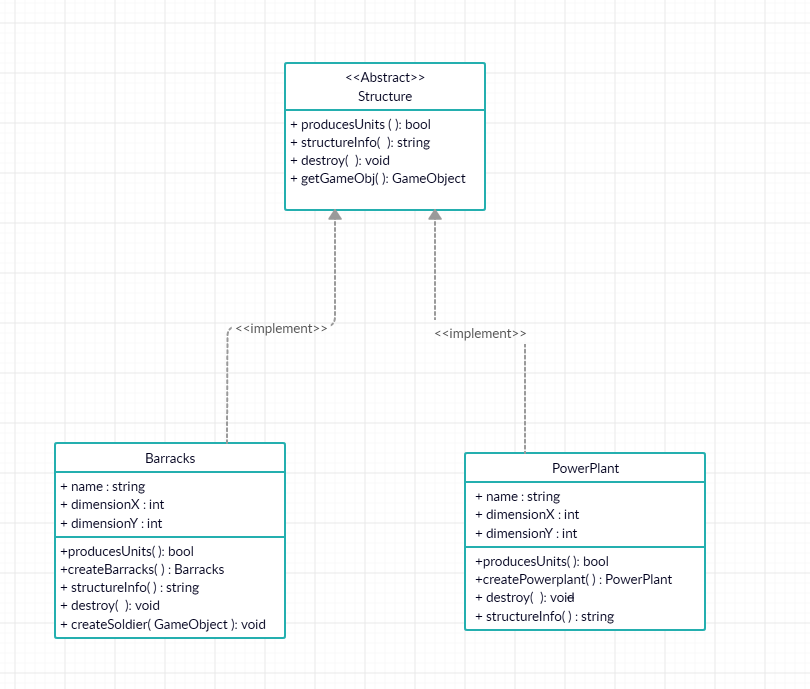 <<Abstract>>
Structure
+ producesUnits ( ): bool
+ structureInfo(  ): string
+ destroy(  ): void
+ getGameObj( ): GameObject
<<implement>>
<<implement>>
Barracks
+ name : string
+ dimensionX : int
+ dimensionY : int
+producesUnits( ): bool
+createBarracks( ) : Barracks
+ structureInfo( ) : string
+ destroy(  ): void
+ createSoldier( GameObject ): void
PowerPlant
+ name : string
+ dimensionX : int
+ dimensionY : int
+producesUnits( ): bool
+createPowerplant( ) : PowerPlant
+ destroy(  ): void
+ structureInfo( ) : string